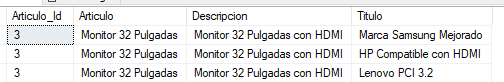 Articulo_Id Articulo Descripcion Titulo
3 Monitor 32 Pulgadas Monitor 32 Pulgadas con HDMI Marca Samsung Mejorado
3 Monitor 32 Pulgadas Monitor 32 Pulgadas con HDMI HP Compatible con HDMI
3 Monitor 32 Pulgadas Monitor 32 Pulgadas con HDMI Lenovo PCI 3.2